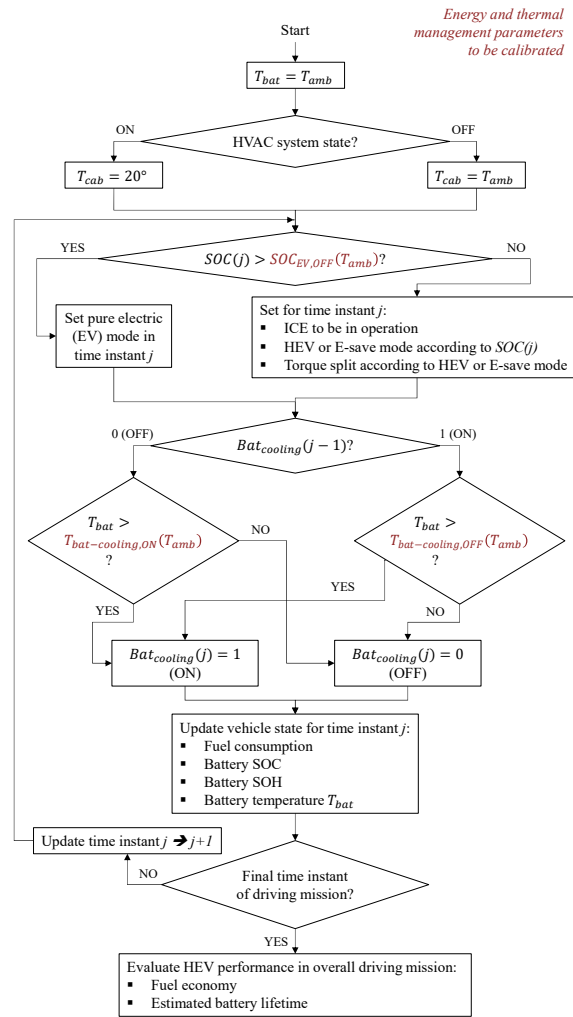 Energy and thermal
management parameters
to be calibrated
Start
T_bat = T_amb
ON
HVAC system state?
OFF
T_cab = 20°
T_cab = T_amb
YES
SOC(j) > SOC_EV,OFF(T_amb)?
NO
Set pure electric
(EV) mode in
time instant j
Set for time instant j:
▪ ICE to be in operation
▪ HEV or E-save mode according to SOC(j)
▪ Torque split according to HEV or E-save mode
0 (OFF)
Bat_cooling(j − 1)?
1 (ON)
T_bat >
T_bat−cooling,ON(T_amb)
?
NO
T_bat >
T_bat−cooling,OFF(T_amb)
?
YES
YES
NO
Bat_cooling(j) = 1
(ON)
Bat_cooling(j) = 0
(OFF)
Update vehicle state for time instant j:
▪ Fuel consumption
▪ Battery SOC
▪ Battery SOH
▪ Battery temperature T_bat
Update time instant j ➔ j+1
NO
Final time instant
of driving mission?
YES
Evaluate HEV performance in overall driving mission:
▪ Fuel economy
▪ Estimated battery lifetime